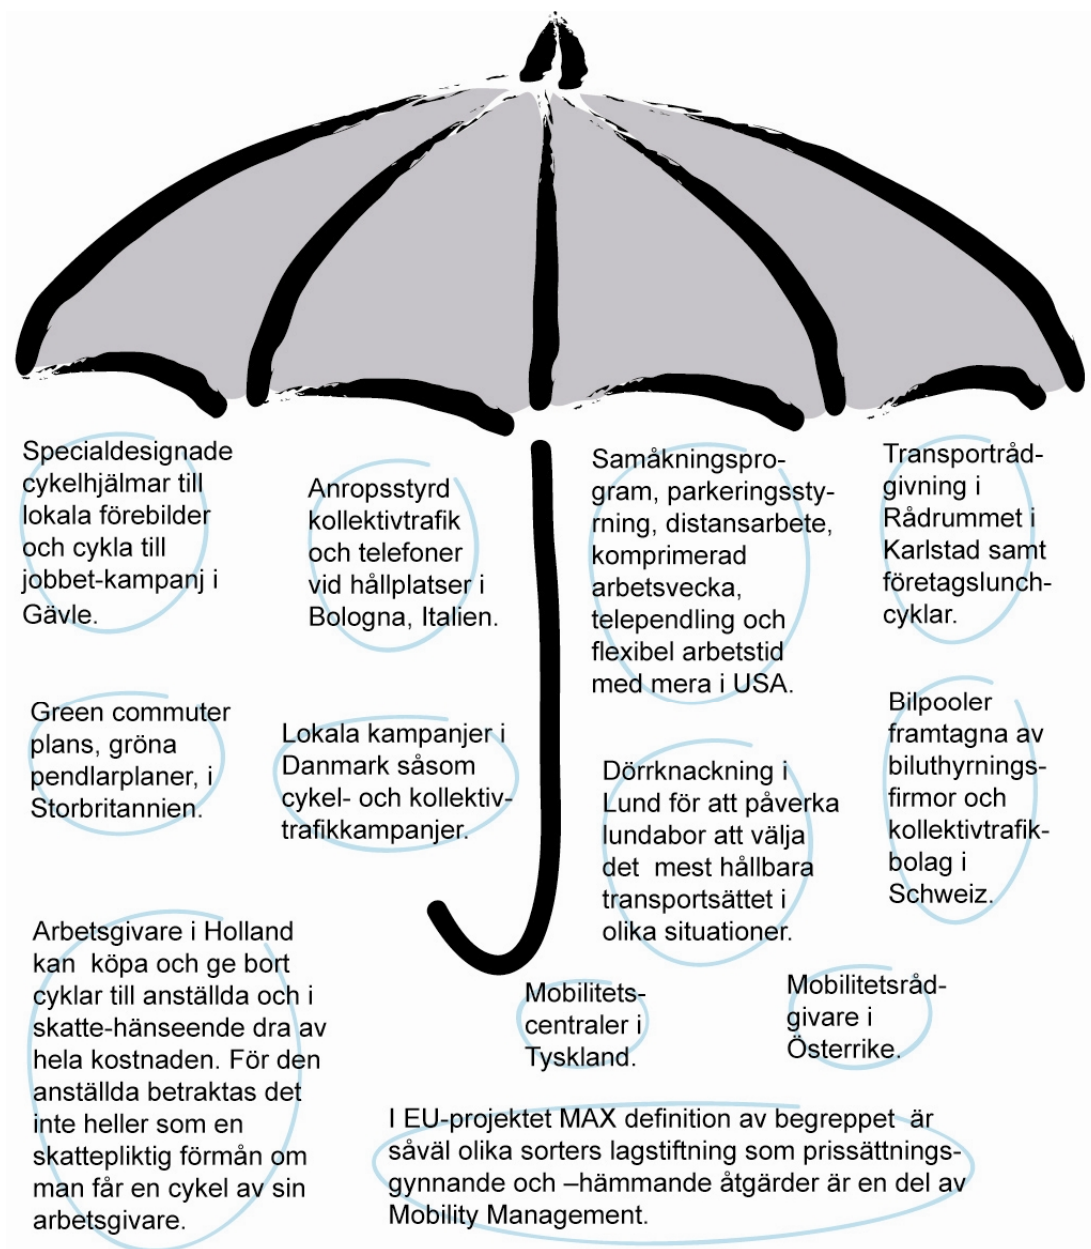 Specialdesignade
cykelhjälmar till
lokala förebilder
och cykla till
jobbet-kampanj i
Gävle.
Anropsstyrd
kollektivtrafik
och telefoner
vid hållplatser i
Bologna, Italien.
Samåkningspro-
gram, parkeringssty-
rning, distansarbete,
komprimerad
arbetsvecka,
telependling och
flexibel arbetstid
med mera i USA.
Transportråd-
givning i
Rådrummet i
Karlstad samt
företagslunch-
cyklar.
Green commuter
plans, gröna
pendlarplaner, i
Storbritannien.
Lokala kampanjer i
Danmark såsom
cykel- och kollektiv-
trafikkampanjer.
Dörrknackning i
Lund för att påverka
lundabor att välja
det  mest hållbara
transportsättet i
olika situationer.
Bilpooler
framtagna av
biluthyrnings-
firmor och
kollektivtrafik-
bolag i
Schweiz.
Arbetsgivare i Holland
kan  köpa och ge bort
cyklar till anställda och i
skatte-hänseende dra av
hela kostnaden. För den
anställda betraktas det
inte heller som en
skattepliktig förmån om
man får en cykel av sin
arbetsgivare.
Mobilitets-
centraler i
Tyskland.
Mobilitetsråd-
givare i
Österrike.
I EU-projektet MAX definition av begreppet  är
såväl olika sorters lagstiftning som prissättnings-
gynnande och –hämmande åtgärder är en del av
Mobility Management.